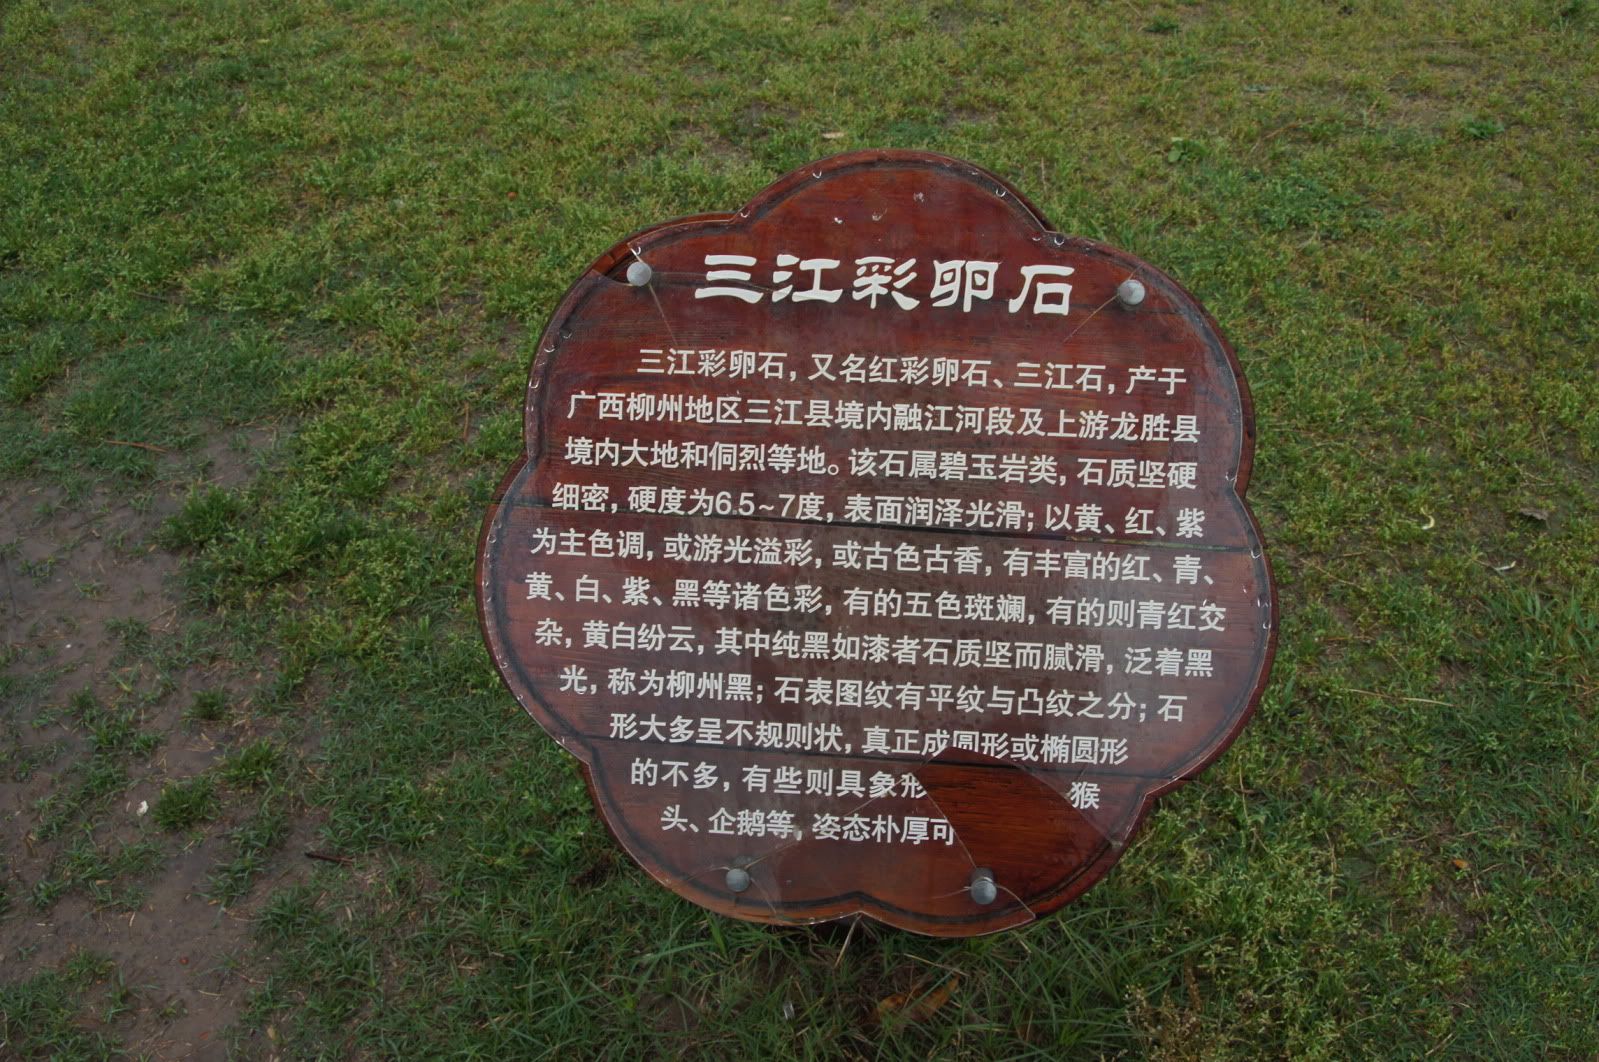 三江彩卵石
三江彩卵石，又名红彩卵石、三江石，产于
广西柳州地区三江县境内融江河段及上游龙胜县
境内大地和侗烈等地。该石属碧玉岩类，石质坚硬
细密，硬度为6.5~7度，表面润泽光滑；以黄、红、紫
为主色调，或游光溢彩，或古色古香，有丰富的红、青、
黄、白、紫、黑等诸色彩，有的五色斑斓，有的则青红交
杂，黄白纷云，其中纯黑如漆者石质坚而腻滑，泛着黑
光，称为柳州黑；石表图纹有平纹与凸纹之分；石
形大多呈不规则状，真正成圆形或椭圆形
的不多，有些则具象形 猴
头、企鹅等，姿态朴厚可